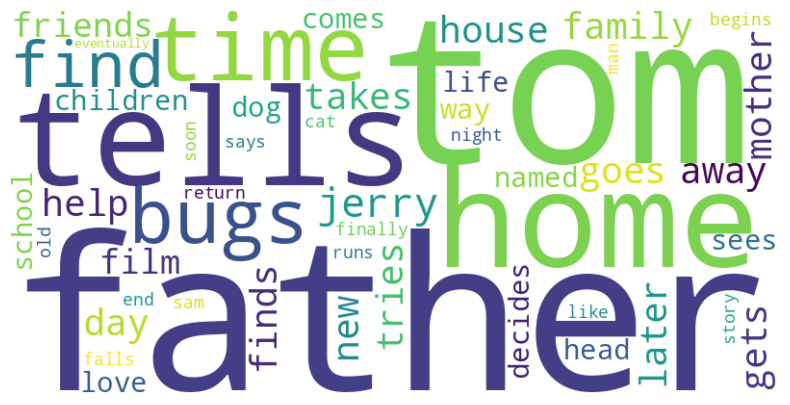 friends
time
comes
house
family
begins
eventually
find
tom
man
mother
children
tells
dog
takes
life
way
cat
night
soon
says
home
named
goes
away
school
help
return
bugs
jerry
finally
sees
old
film
father
finds
runs
tries
new
end
sam
day
decides
like
later
story
gets
head
falls
love